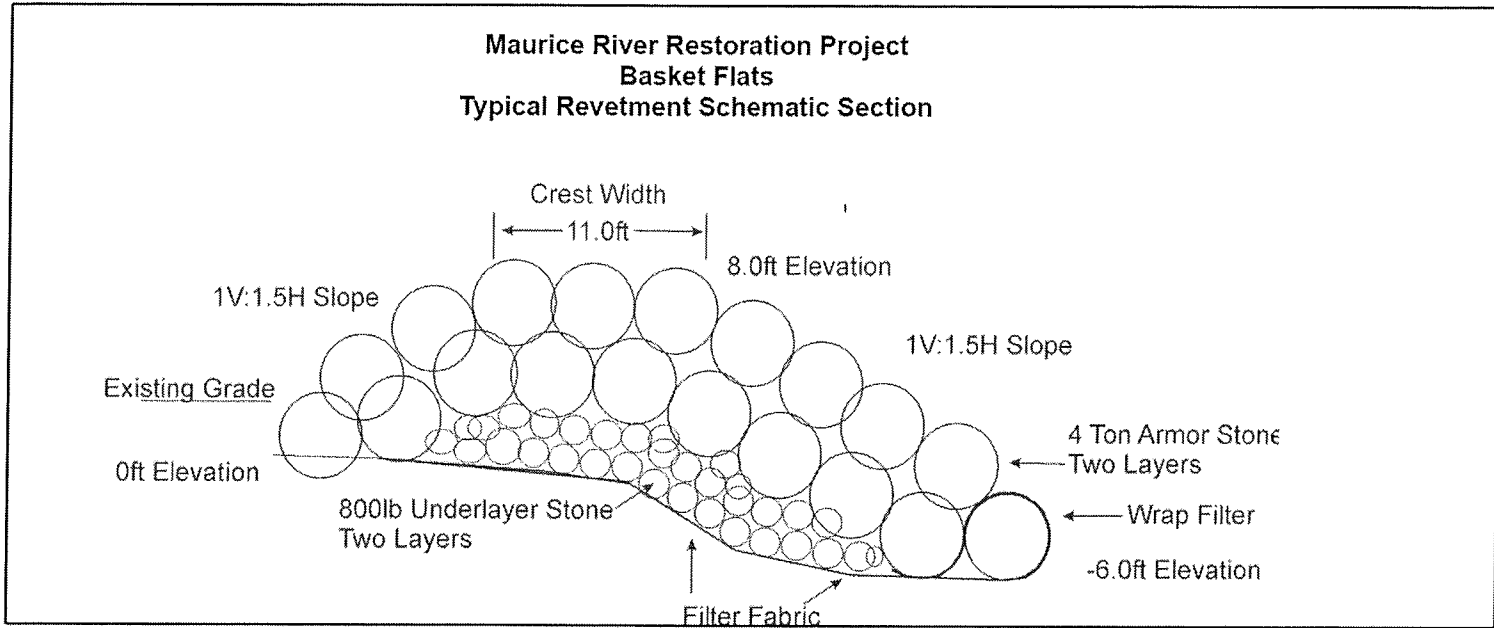 Maurice River Restoration Project
Basket Flats
Typical Revetment Schematic Section
Crest Width
11.0ft
8.0ft Elevation
1V:1.5H Slope
1V:1.5H Slope
Existing Grade
4 Ton Armor Stone
Two Layers
0ft Elevation
800lb Underlayer Stone
Two Layers
Wrap Filter
-6.0ft Elevation
Filter Fabric